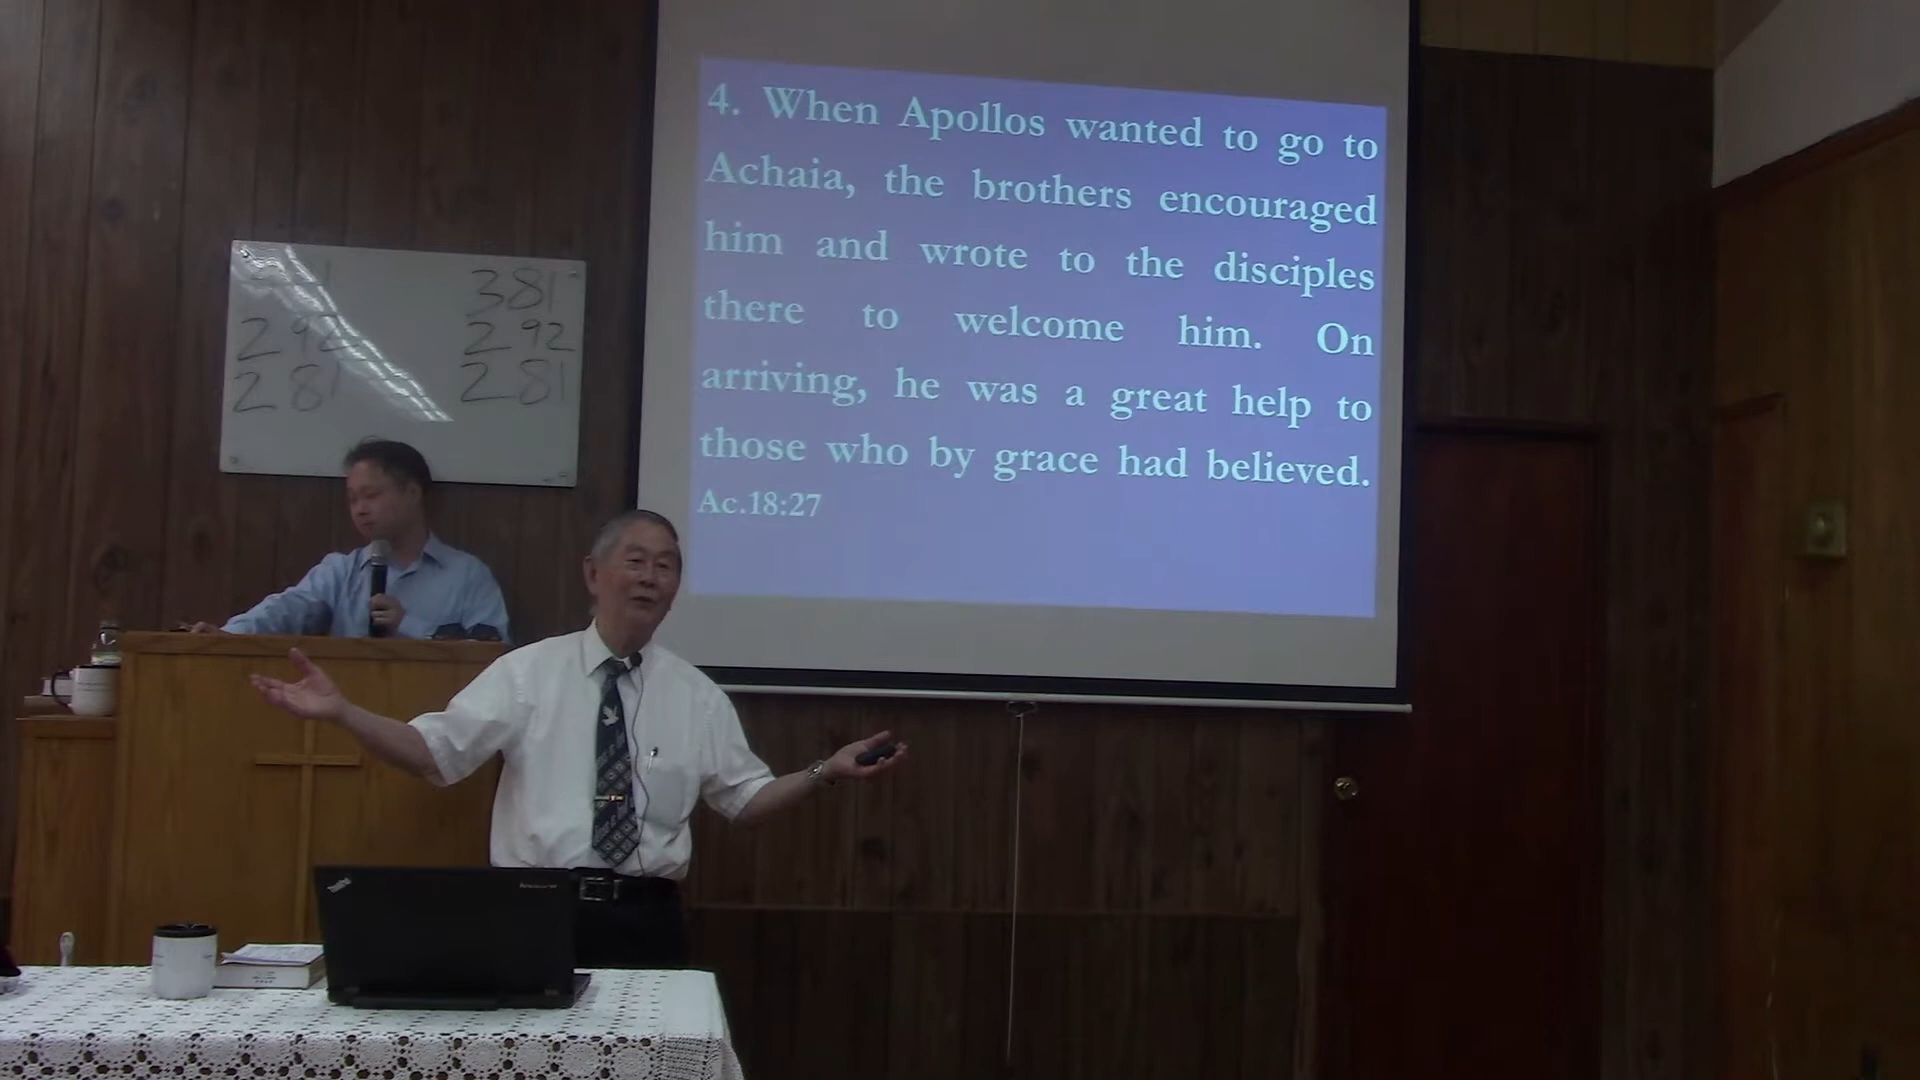 4. When Apollos wanted to go to
Achaia, the brothers encouraged
him and wrote to the disciples
there to welcome him. On
arriving, he was a great help to
those who by grace had believed.
Ac.18:27
381
292 292
281 281
ThinkPad